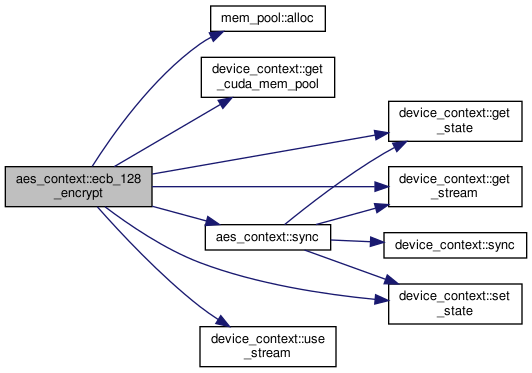 mem_pool::alloc
device_context::get
_cuda_mem_pool
device_context::get
_state
aes_context::ecb_128
_encrypt
device_context::get
_stream
aes_context::sync
device_context::sync
device_context::set
_state
device_context::use
_stream